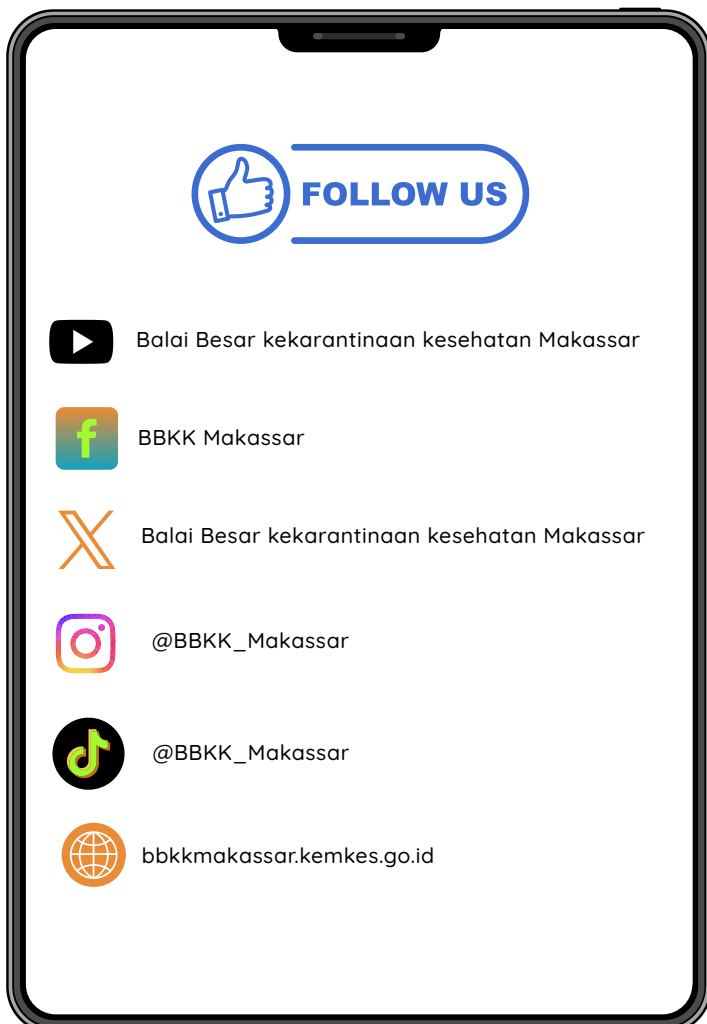 FOLLOW US
Balai Besar kekarantinaan kesehatan Makassar
BBKK Makassar
Balai Besar kekarantinaan kesehatan Makassar
@BBKK_Makassar
@BBKK_Makassar
bbkkmakassar.kemkes.go.id